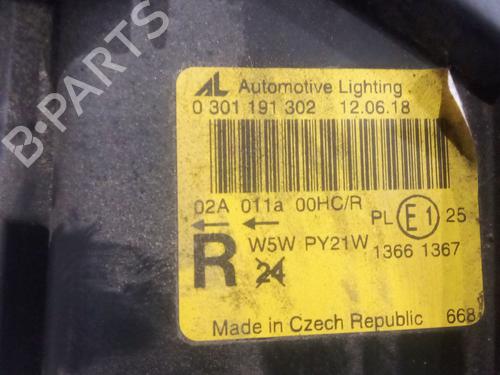 B-PARTS
AL Automotive Lighting
0 301 191 302 12.06.18
02A 011a 00HC/R
PL E1 25
R W5W PY21W
1366 1367
24
Made in Czech Republic 668